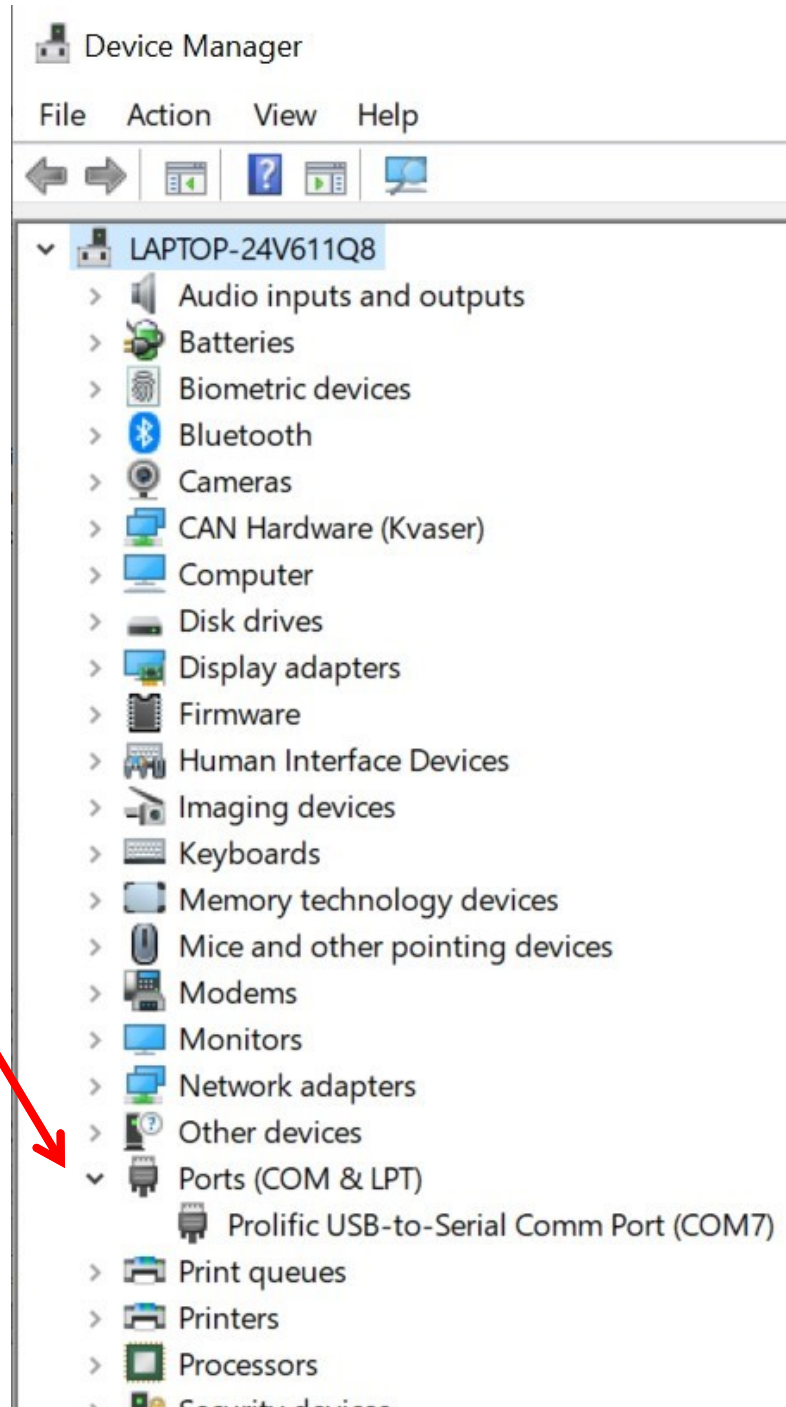 Device Manager
File Action View Help
LAPTOP-24V611Q8
Audio inputs and outputs
Batteries
Biometric devices
Bluetooth
Cameras
CAN Hardware (Kvaser)
Computer
Disk drives
Display adapters
Firmware
Human Interface Devices
Imaging devices
Keyboards
Memory technology devices
Mice and other pointing devices
Modems
Monitors
Network adapters
Other devices
Ports (COM & LPT)
Prolific USB-to-Serial Comm Port (COM7)
Print queues
Printers
Processors
Security devices